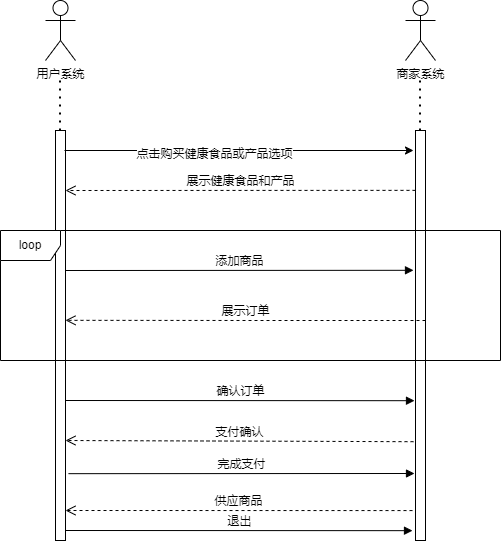 用户系统
商家系统
点击购买健康食品或产品选项
展示健康食品和产品
loop
添加商品
展示订单
确认订单
支付确认
完成支付
供应商品
退出